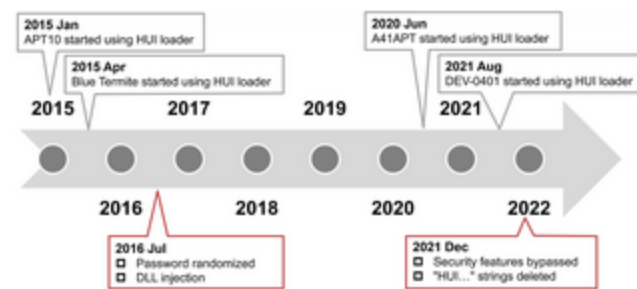 2015 Jan
APT10 started using HUI loader
2015 Apr
Blue Termite started using HUI loader
2020 Jun
A41APT started using HUI loader
2021 Aug
DEV-0401 started using HUI loader
2015
2017
2019
2021
2016
2018
2020
2022
2016 Jul
Password randomized
DLL injection
2021 Dec
Security features bypassed
"HUI..." strings deleted